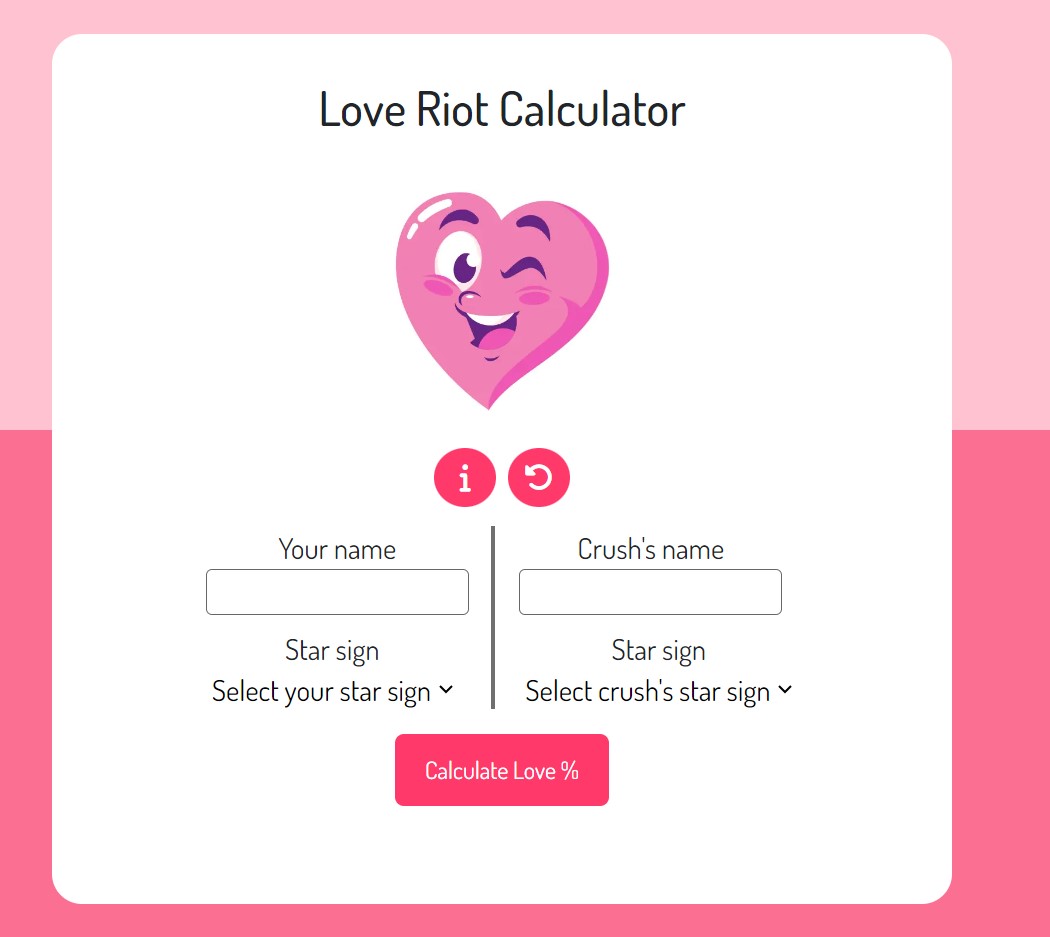 Love Riot Calculator
Your name
Crush's name
Star sign
Star sign
Select your star sign
Select crush's star sign
Calculate Love %